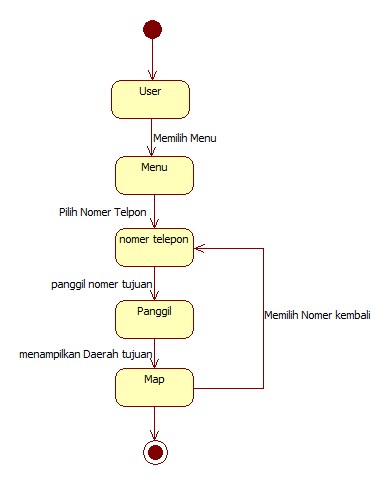 User
Memilih Menu
Menu
Pilih Nomer Telpon
nomer telepon
panggil nomer tujuan
Panggil
Memilih Nomer kembali
menampilkan Daerah tujuan
Map